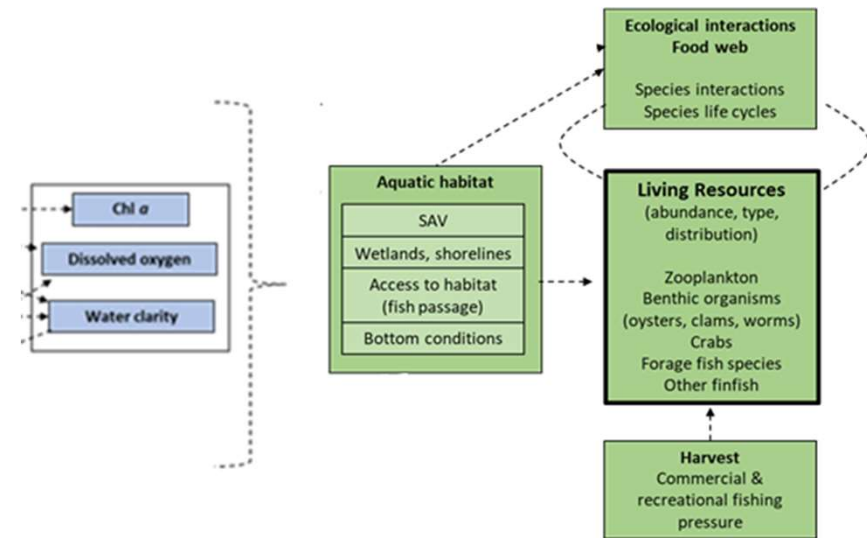 Chl a
Dissolved oxygen
Water clarity
Aquatic habitat
SAV
Wetlands, shorelines
Access to habitat
(fish passage)
Bottom conditions
Ecological interactions
Food web
Species interactions
Species life cycles
Living Resources
(abundance, type,
distribution)
Zooplankton
Benthic organisms
(oysters, clams, worms)
Crabs
Forage fish species
Other finfish
Harvest
Commercial &
recreational fishing
pressure